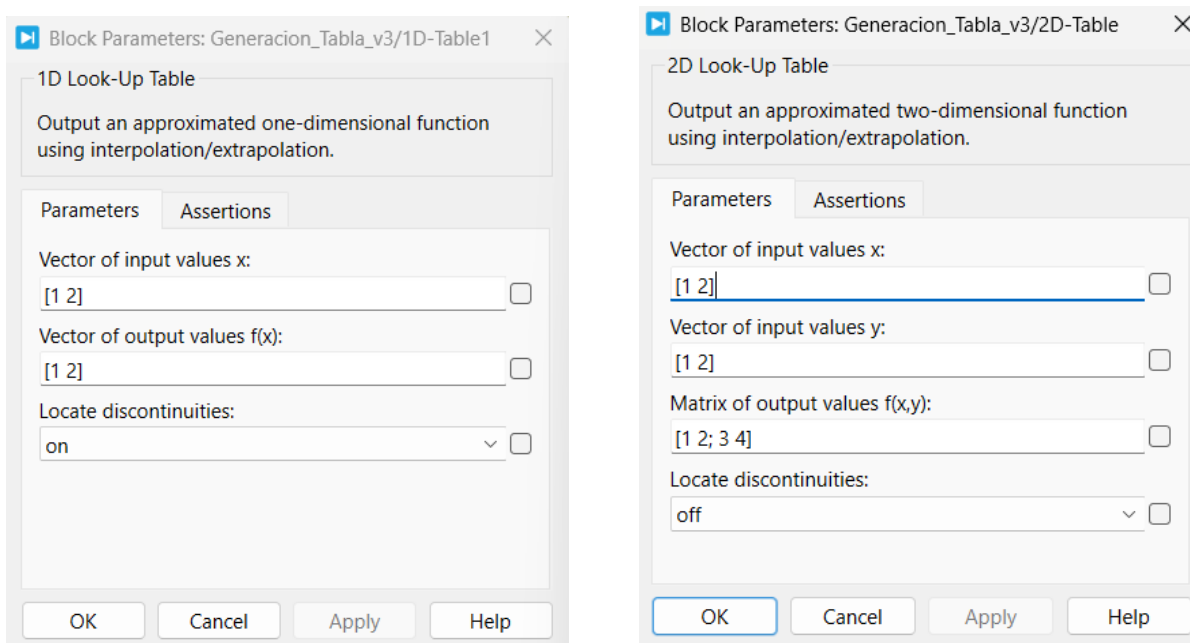 Block Parameters: Generacion_Tabla_v3/1D-Table1
1D Look-Up Table
Output an approximated one-dimensional function
using interpolation/extrapolation.
Parameters
Assertions
Vector of input values x:
[1 2]
Vector of output values f(x):
[1 2]
Locate discontinuities:
on
OK
Cancel
Apply
Help
Block Parameters: Generacion_Tabla_v3/2D-Table
2D Look-Up Table
Output an approximated two-dimensional function
using interpolation/extrapolation.
Parameters
Assertions
Vector of input values x:
[1 2]
Vector of input values y:
[1 2]
Matrix of output values f(x,y):
[1 2; 3 4]
Locate discontinuities:
off
OK
Cancel
Apply
Help